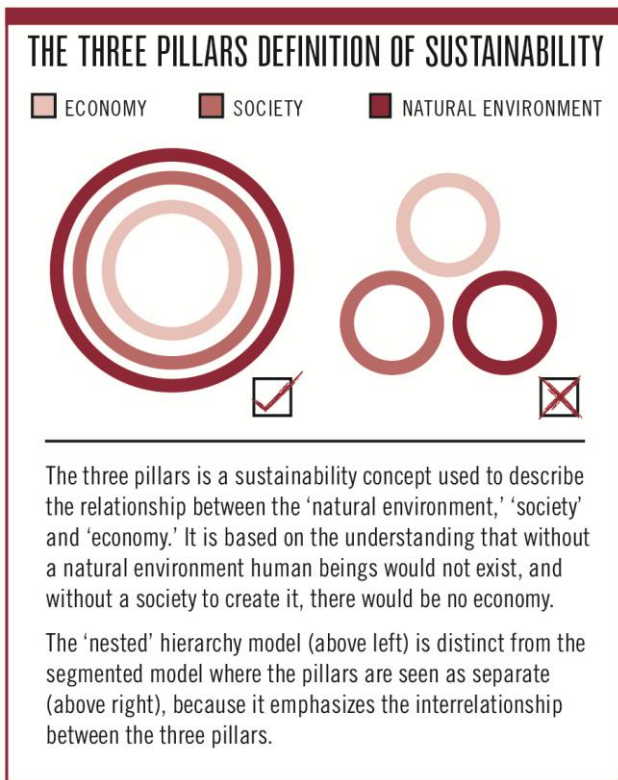 THE THREE PILLARS DEFINITION OF SUSTAINABILITY
ECONOMY SOCIETY NATURAL ENVIRONMENT
The three pillars is a sustainability concept used to describe
the relationship between the ‘natural environment,’ ‘society’
and ‘economy.’ It is based on the understanding that without
a natural environment human beings would not exist, and
without a society to create it, there would be no economy.
The ‘nested’ hierarchy model (above left) is distinct from the
segmented model where the pillars are seen as separate
(above right), because it emphasizes the interrelationship
between the three pillars.